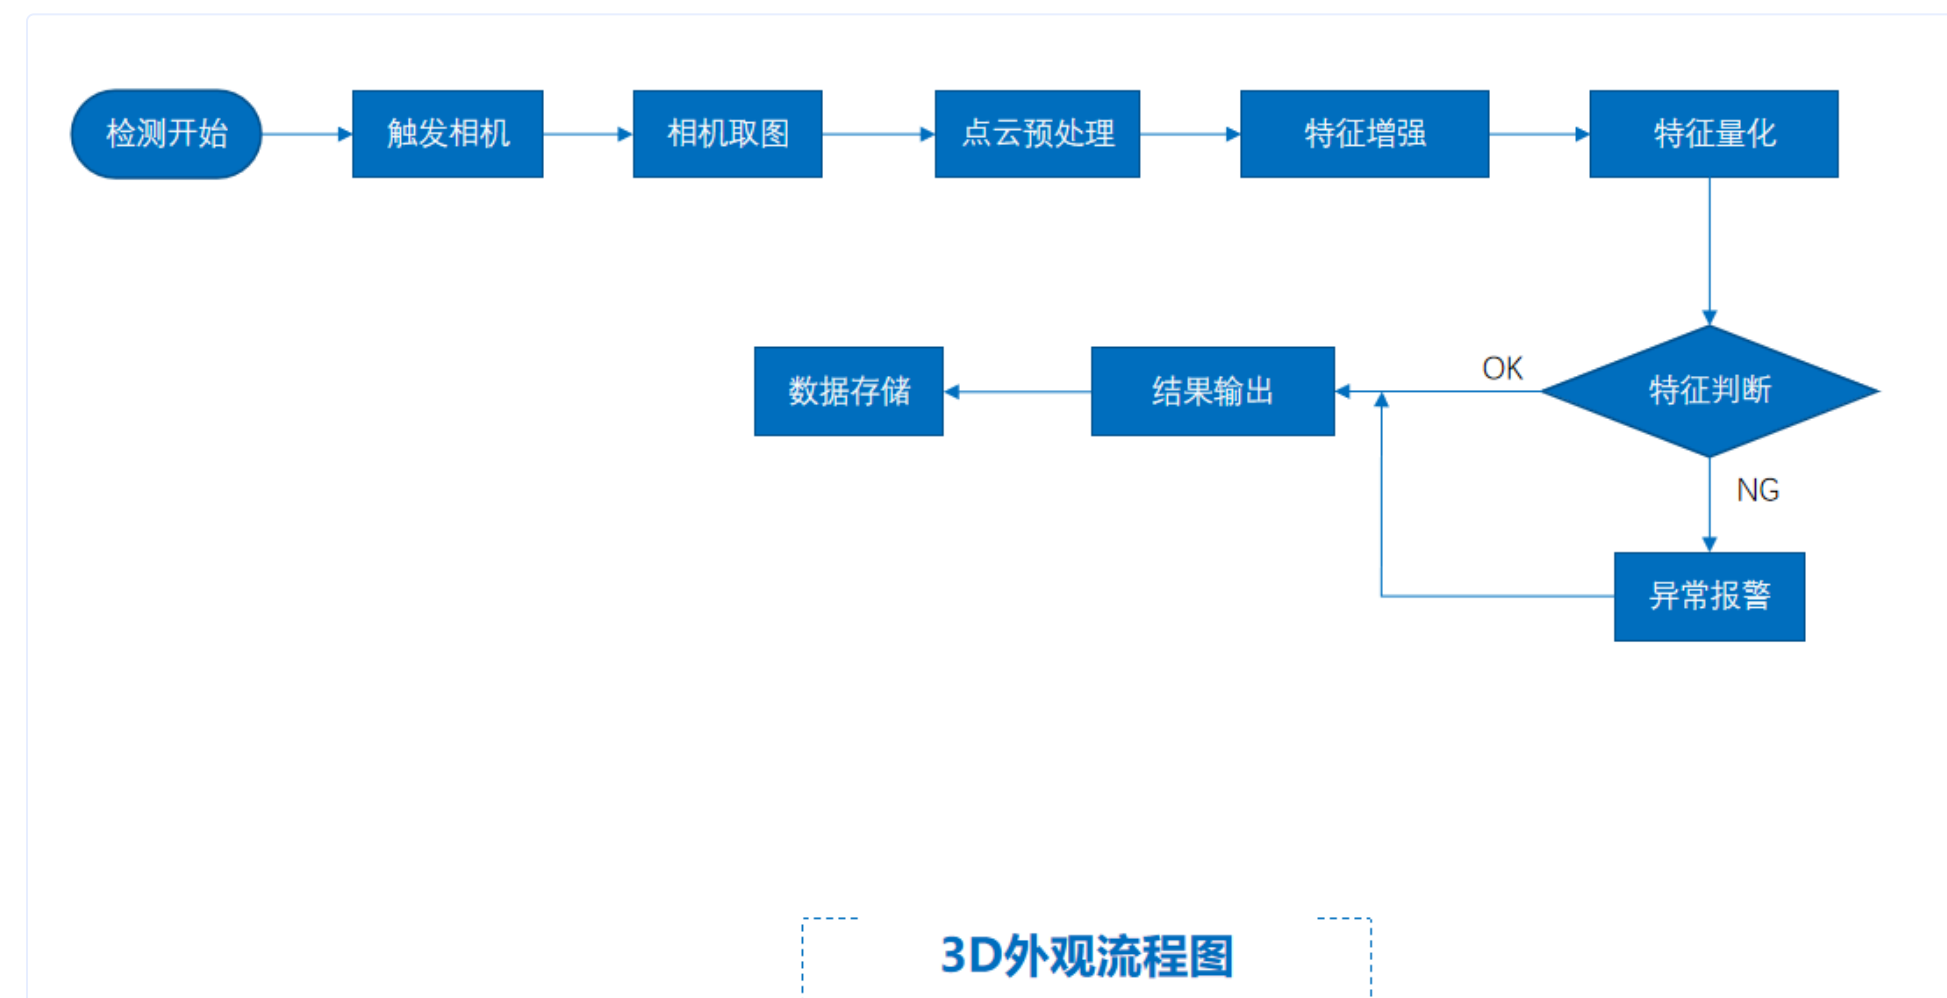 检测开始
触发相机
相机取图
点云预处理
特征增强
特征量化
数据存储
结果输出
OK
特征判断
NG
异常报警
3D外观流程图